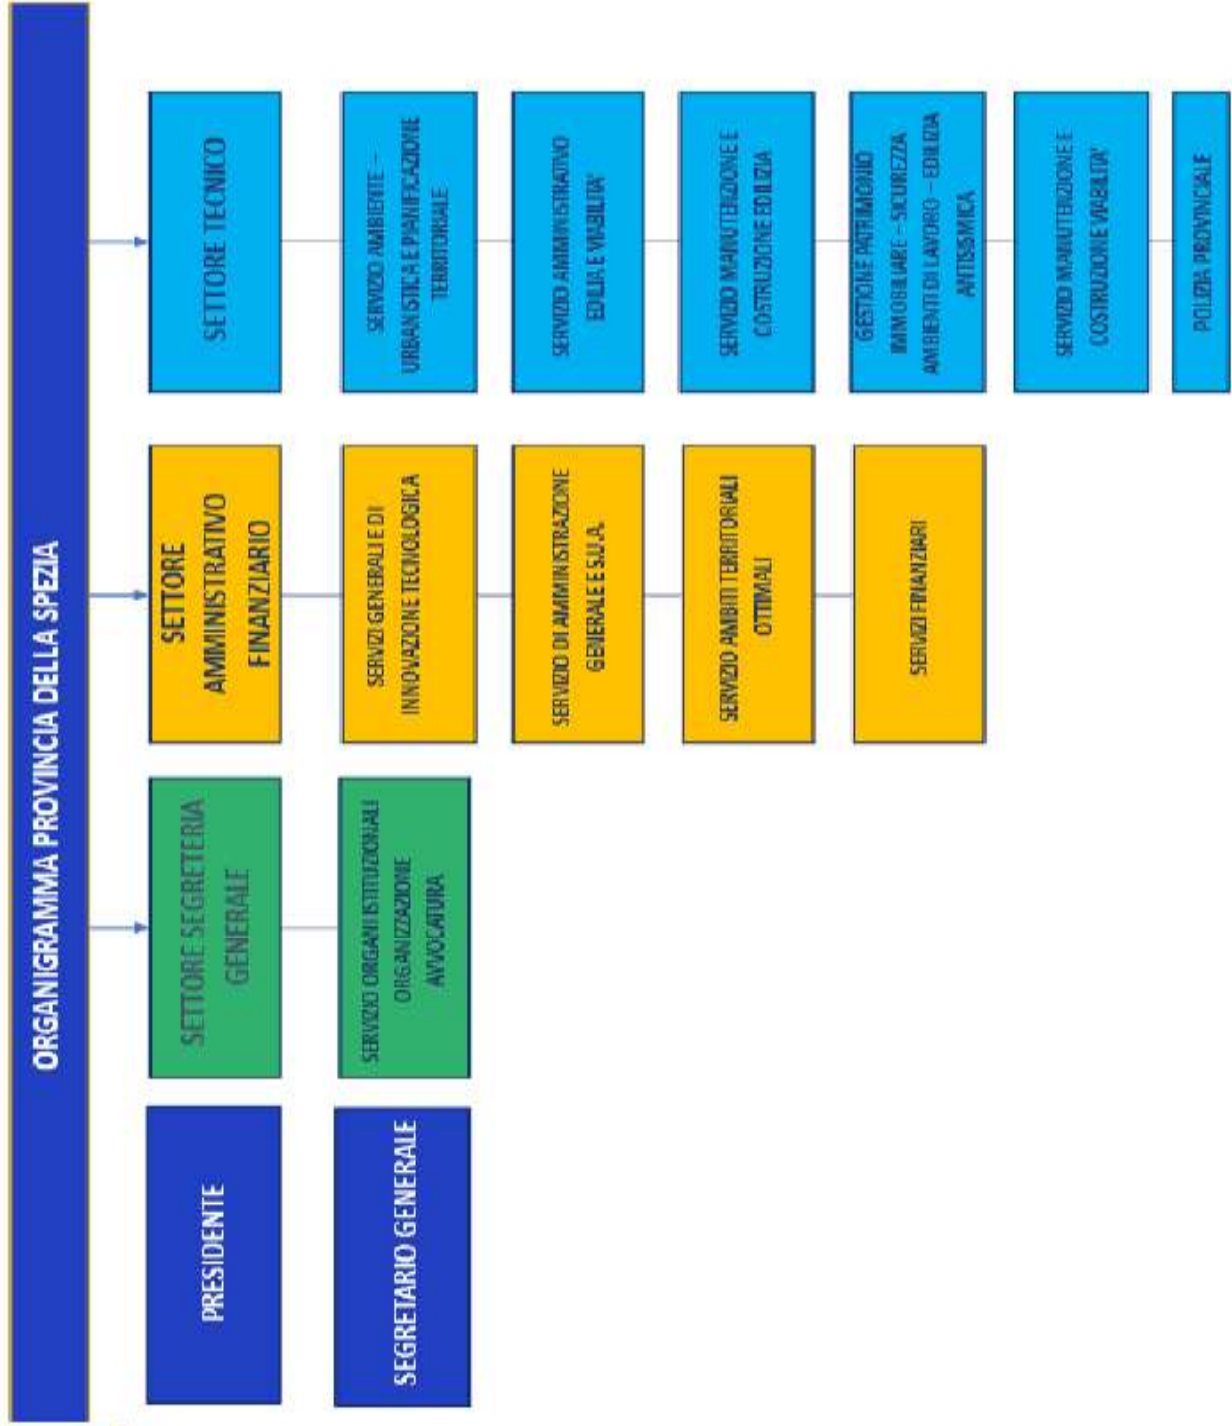 ORGANIGRAMMA PROVINCIA DELLA SPEZIA
PRESIDENTE
SEGRETARIO GENERALE
SETTORE SEGRETERIA
GENERALE
SERVIZIO ORGANI ISTITUZIONALI
ORGANIZZAZIONE
AVVOCATURA
SETTORE
AMMINISTRATIVO
FINANZIARIO
SERVIZI GENERALI E DI
INNOVAZIONE TECNOLOGICA
SERVIZIO DI AMMINISTRAZIONE
GENERALE E S.U.A.
SERVIZIO AMBITI TERRITORIALI
OTTIMALI
SERVIZI FINANZIARI
SETTORE TECNICO
SERVIZIO AMBIENTE –
URBANISTICA E PIANIFICAZIONE
TERRITORIALE
SERVIZIO AMMINISTRATIVO
EDILIA E VIABILITA'
SERVIZIO MANUTENZIONE E
COSTRUZIONE EDILIZIA
GESTIONE PATRIMONIO
IMMOBILIARE – SICUREZZA
AMBIENTI DI LAVORO – EDILIZIA
ANTISISMICA
SERVIZIO MANUTENZIONE E
COSTRUZIONE VIABILITA'
POLIZIA PROVINCIALE